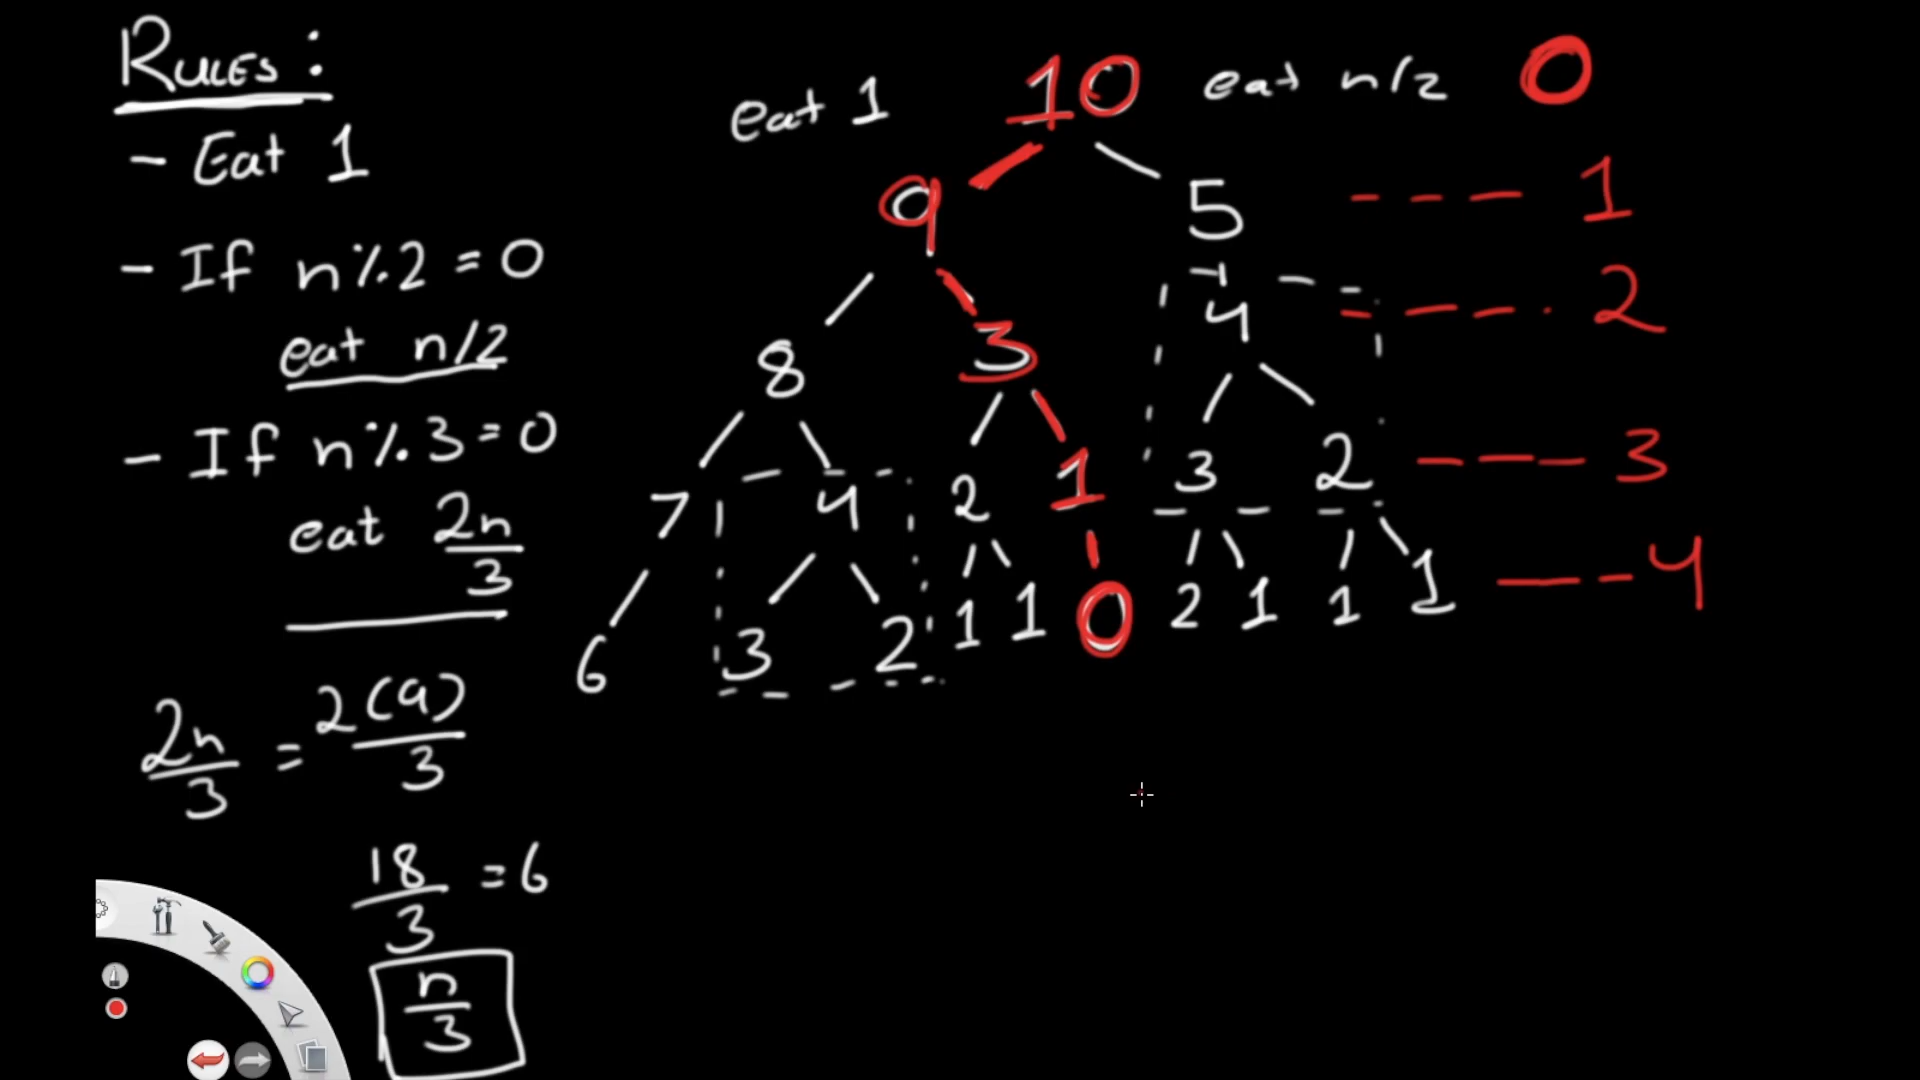 RULES:
- Eat 1
- If n%2=0
eat n/2
- If n%3=0
eat 2n/3
2n/3 = 2(9)/3
18/3 = 6
n/3
eat 1 10 eat n/2 0
9 5 ---- 1
4 ---- 2
8 3
7 4 2 1 3 2 ---- 3
6 3 2 1 1 0 2 1 1 1 --- 4